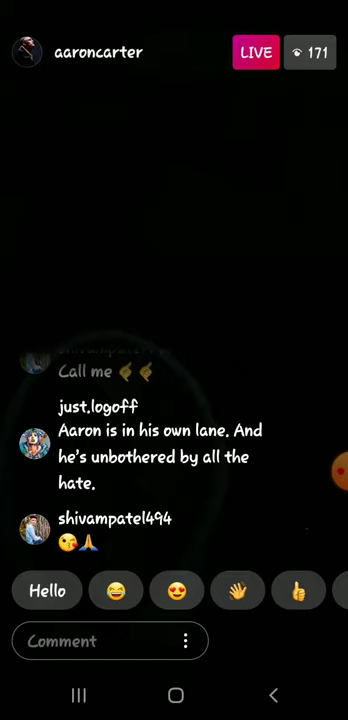 aaroncarter
LIVE
171
Call me
just.logoff
Aaron is in his own lane. And
he's unbothered by all the
hate.
shivampatel494
Hello
Comment